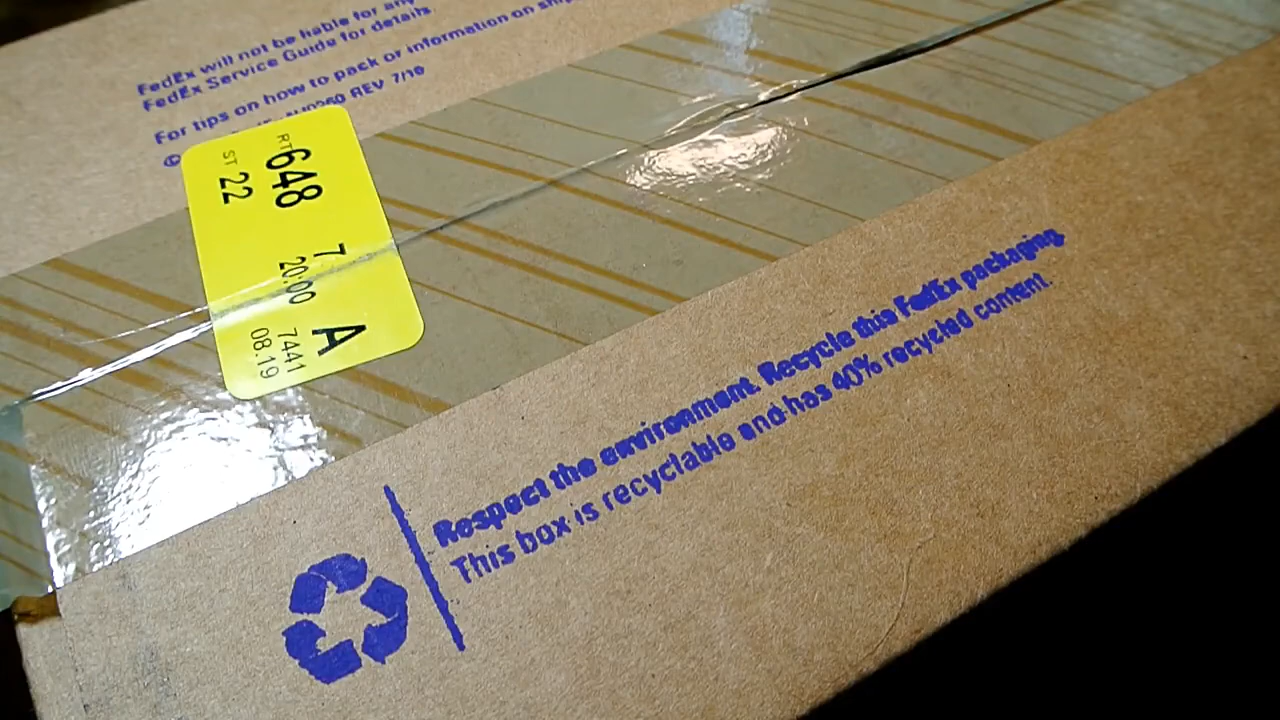 FedEx will not be liable for any
FedEx Service Guide for details.
For tips on how to pack or information on
REV 7/16
©
RT 648
ST 22
7
20:00
A
7441
08.19
Respect the environment. Recycle this FedEx packaging.
This box is recyclable and has 40% recycled content.